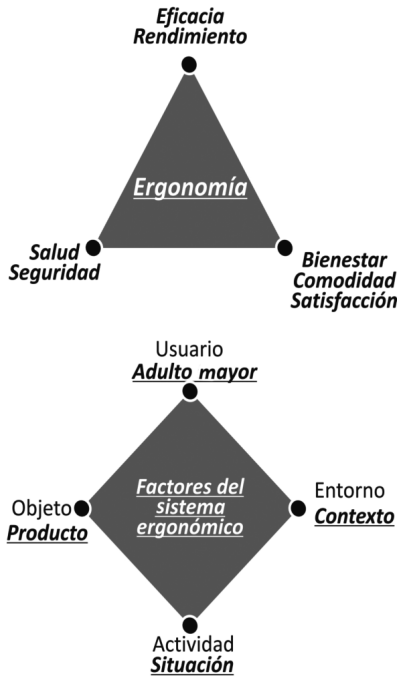 Eficacia
Rendimiento
Ergonomía
Salud
Seguridad
Bienestar
Comodidad
Satisfacción
Usuario
Adulto mayor
Factores del
sistema
ergonómico
Objeto
Producto
Entorno
Contexto
Actividad
Situación